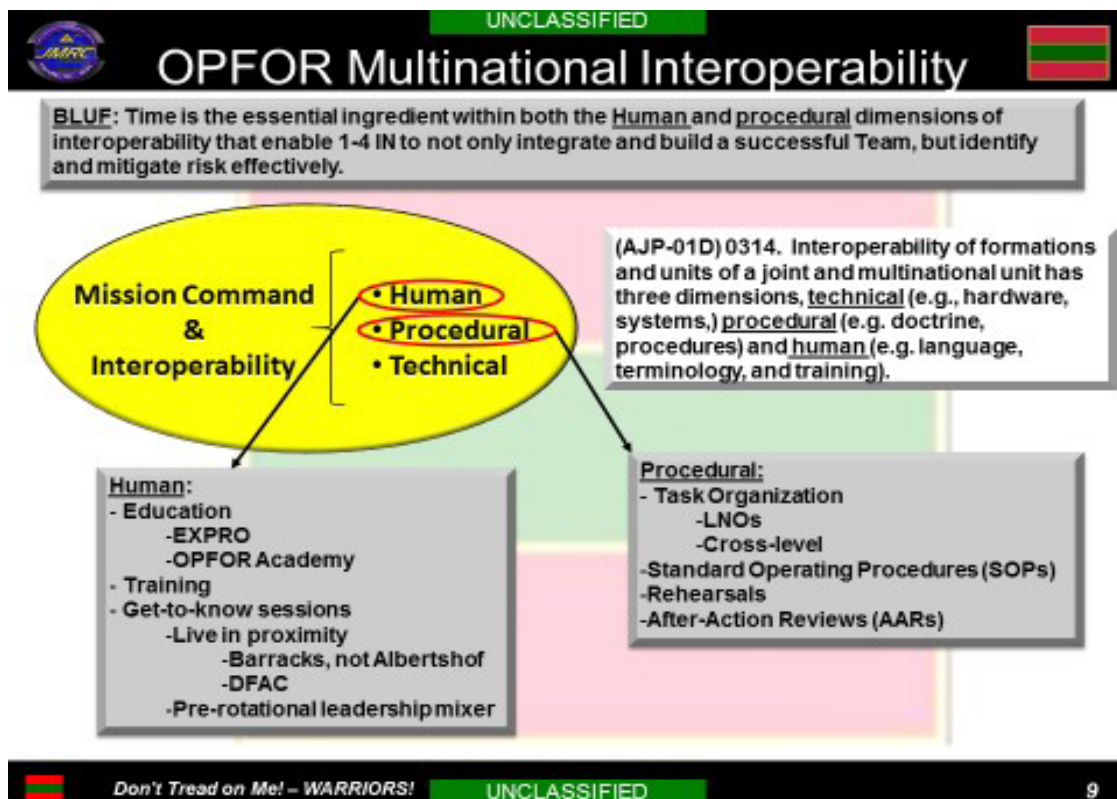 UNCLASSIFIED
JMRC
OPFOR Multinational Interoperability
BLUF: Time is the essential ingredient within both the Human and procedural dimensions of
interoperability that enable 1-4 IN to not only integrate and build a successful Team, but identify
and mitigate risk effectively.
Mission Command
&
Interoperability
• Human
• Procedural
• Technical
(AJP-01D) 0314. Interoperability of formations
and units of a joint and multinational unit has
three dimensions, technical (e.g., hardware,
systems,) procedural (e.g. doctrine,
procedures) and human (e.g. language,
terminology, and training).
Human:
- Education
-EXPRO
-OPFOR Academy
- Training
- Get-to-know sessions
-Live in proximity
-Barracks, not Albertshof
-DFAC
-Pre-rotational leadership mixer
Procedural:
- Task Organization
-LNOs
-Cross-level
-Standard Operating Procedures (SOPs)
-Rehearsals
-After-Action Reviews (AARs)
Don't Tread on Me! – WARRIORS!
UNCLASSIFIED
9